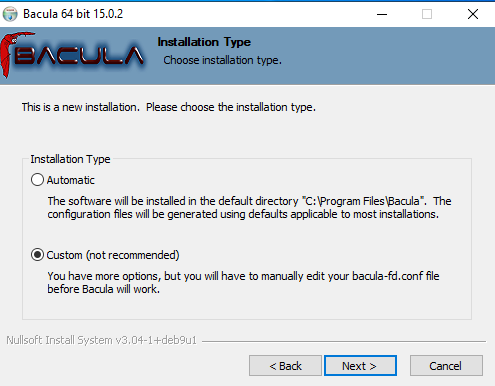 Bacula 64 bit 15.0.2
BACULA
Installation Type
Choose installation type.
This is a new installation.  Please choose the installation type.
Installation Type
Automatic
The software will be installed in the default directory "C:\Program Files\Bacula".  The
configuration files will be generated using defaults applicable to most installations.
Custom (not recommended)
You have more options, but you will have to manually edit your bacula-fd.conf file
before Bacula will work.
Nullsoft Install System v3.04-1+deb9u1
< Back
Next >
Cancel